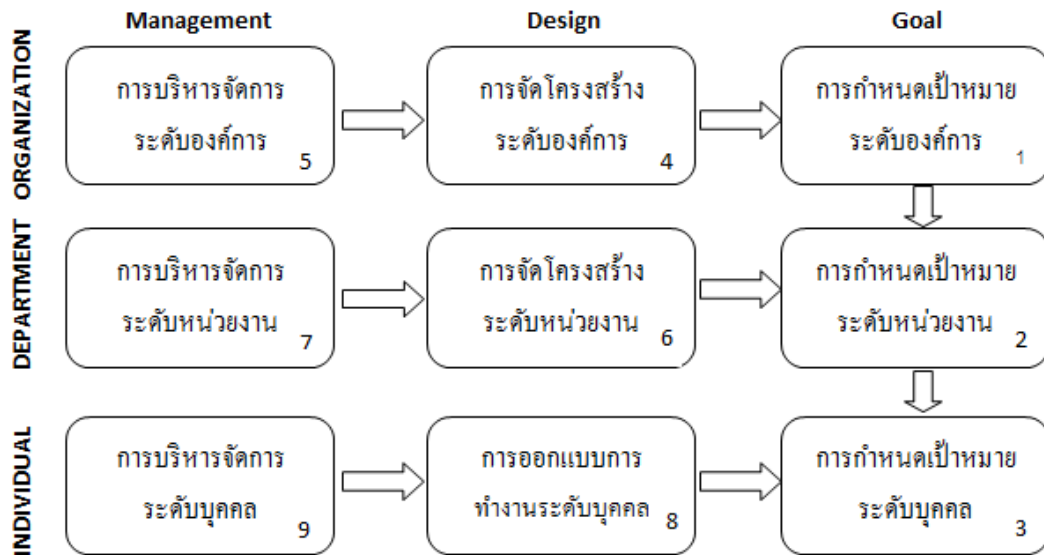 Management Design Goal
ORGANIZATION
การบริหารจัดการ
ระดับองค์การ
5
การจัดโครงสร้าง
ระดับองค์การ
4
การกำหนดเป้าหมาย
ระดับองค์การ
1
DEPARTMENT
การบริหารจัดการ
ระดับหน่วยงาน
7
การจัดโครงสร้าง
ระดับหน่วยงาน
6
การกำหนดเป้าหมาย
ระดับหน่วยงาน
2
INDIVIDUAL
การบริหารจัดการ
ระดับบุคคล
9
การออกแบบการ
ทำงานระดับบุคคล
8
การกำหนดเป้าหมาย
ระดับบุคคล
3